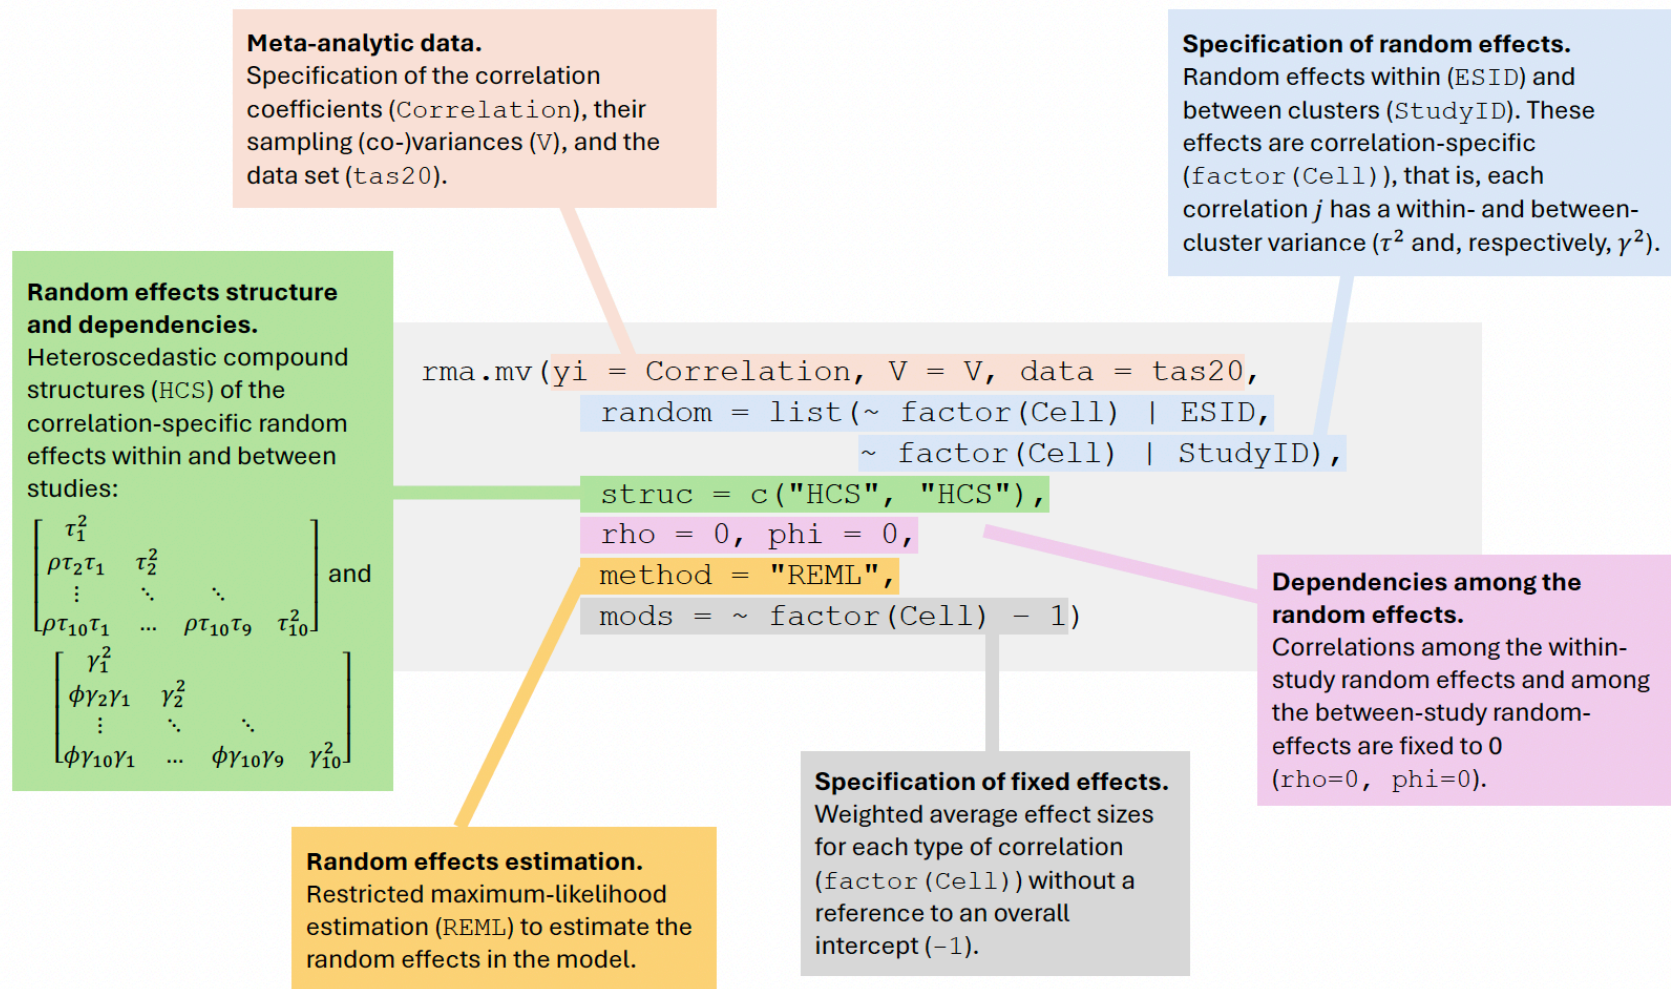 Meta-analytic data.
Specification of the correlation
coefficients (Correlation), their
sampling (co-)variances (V), and the
data set (tas20).
Specification of random effects.
Random effects within (ESID) and
between clusters (StudyID). These
effects are correlation-specific
(factor(Cell)), that is, each
correlation j has a within- and between-
cluster variance (τ² and, respectively, γ²).
Random effects structure
and dependencies.
Heteroscedastic compound
structures (HCS) of the
correlation-specific random
effects within and between
studies:
τ₁²
ρτ₂τ₁ τ₂²
⋮ ⋱ ⋱
ρτ₁₀τ₁ … ρτ₁₀τ₉ τ₁₀²
and
γ₁²
ϕγ₂γ₁ γ₂²
⋮ ⋱ ⋱
ϕγ₁₀γ₁ … ϕγ₁₀γ₉ γ₁₀²
rma.mv(yi = Correlation, V = V, data = tas20,
random = list(~ factor(Cell) | ESID,
~ factor(Cell) | StudyID),
struc = c("HCS", "HCS"),
rho = 0, phi = 0,
method = "REML",
mods = ~ factor(Cell) - 1)
Dependencies among the
random effects.
Correlations among the within-
study random effects and among
the between-study random-
effects are fixed to 0
(rho=0, phi=0).
Specification of fixed effects.
Weighted average effect sizes
for each type of correlation
(factor(Cell)) without a
reference to an overall
intercept (-1).
Random effects estimation.
Restricted maximum-likelihood
estimation (REML) to estimate the
random effects in the model.